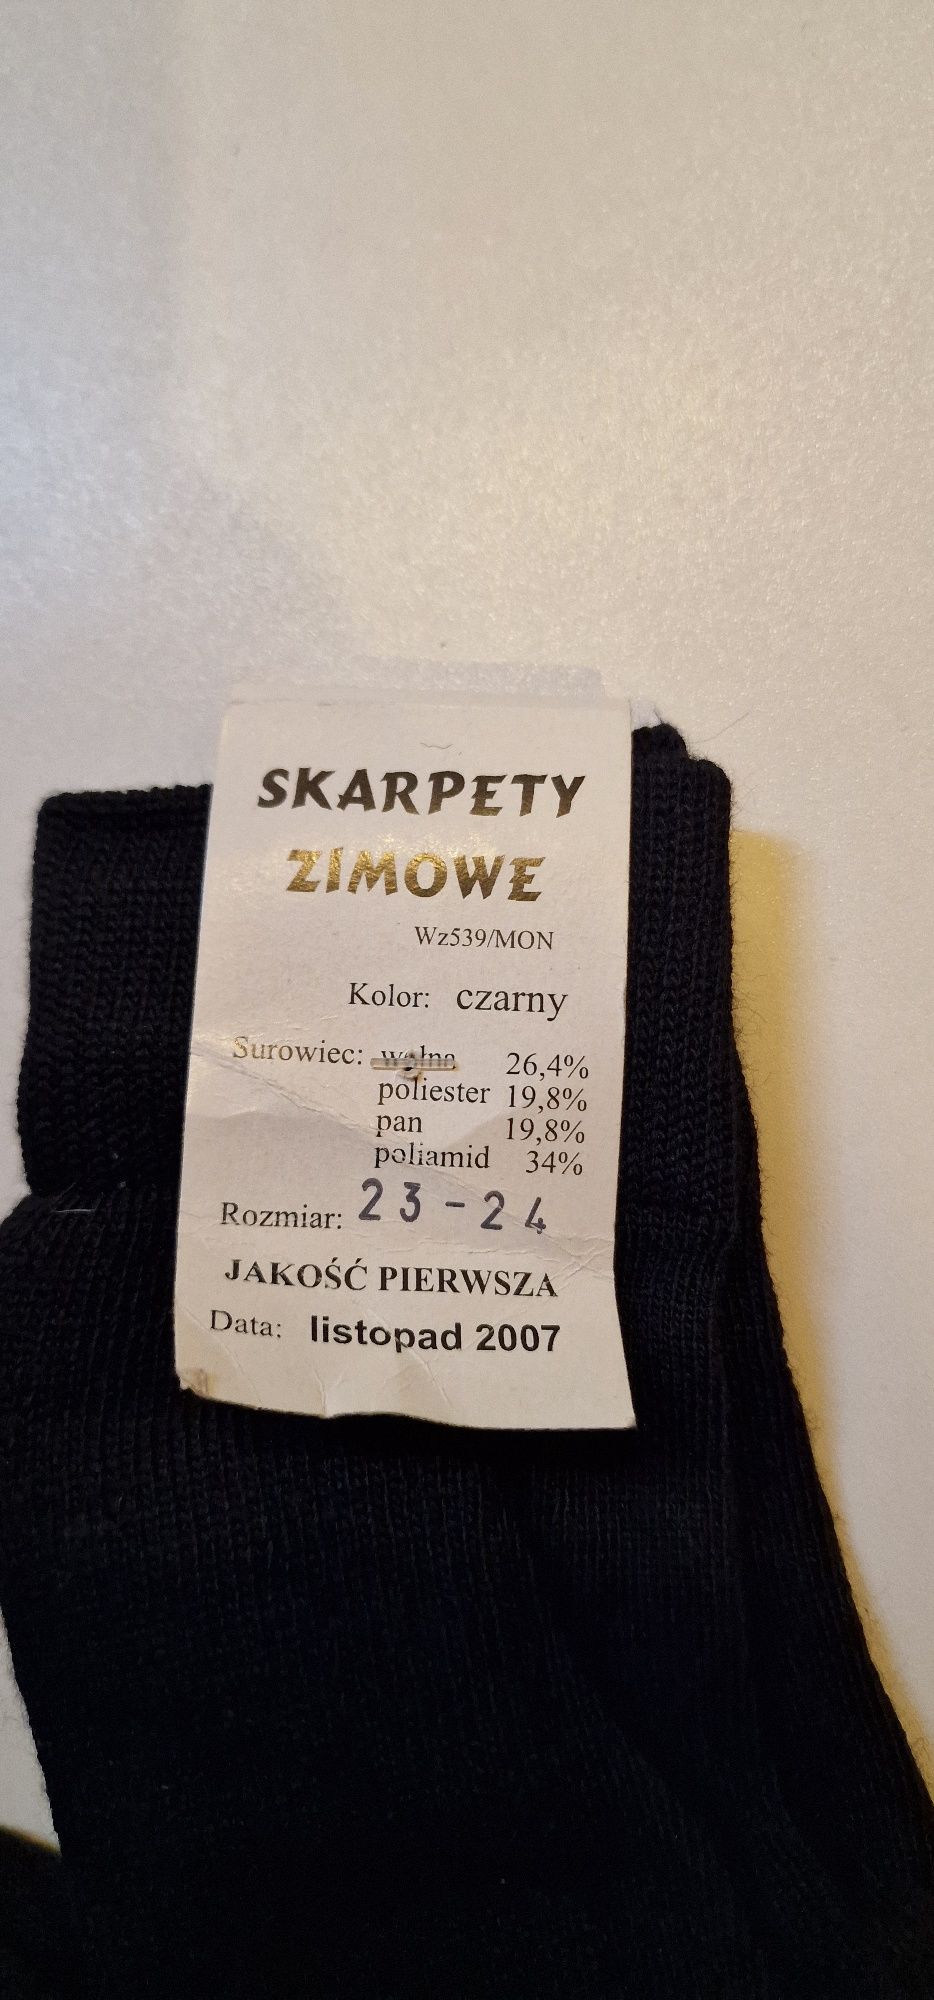 SKARPETY
ZIMOWE
Wz539/MON
Kolor: czarny
Surowiec: wełna 26,4%
poliester 19,8%
pan 19,8%
poliamid 34%
Rozmiar: 23-24
JAKOŚĆ PIERWSZA
Data: listopad 2007